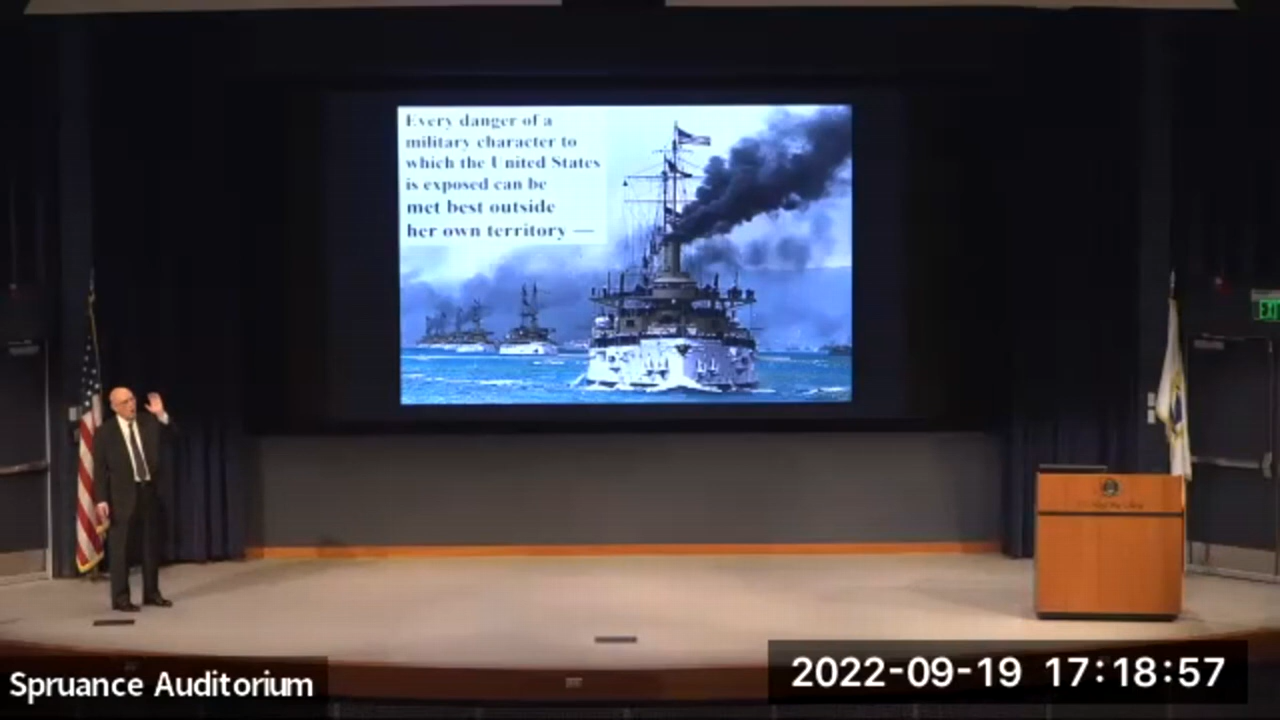 Every danger of a
military character to
which the United States
is exposed can be
met best outside
her own territory —
EXI
Spruance Auditorium
2022-09-19 17:18:57